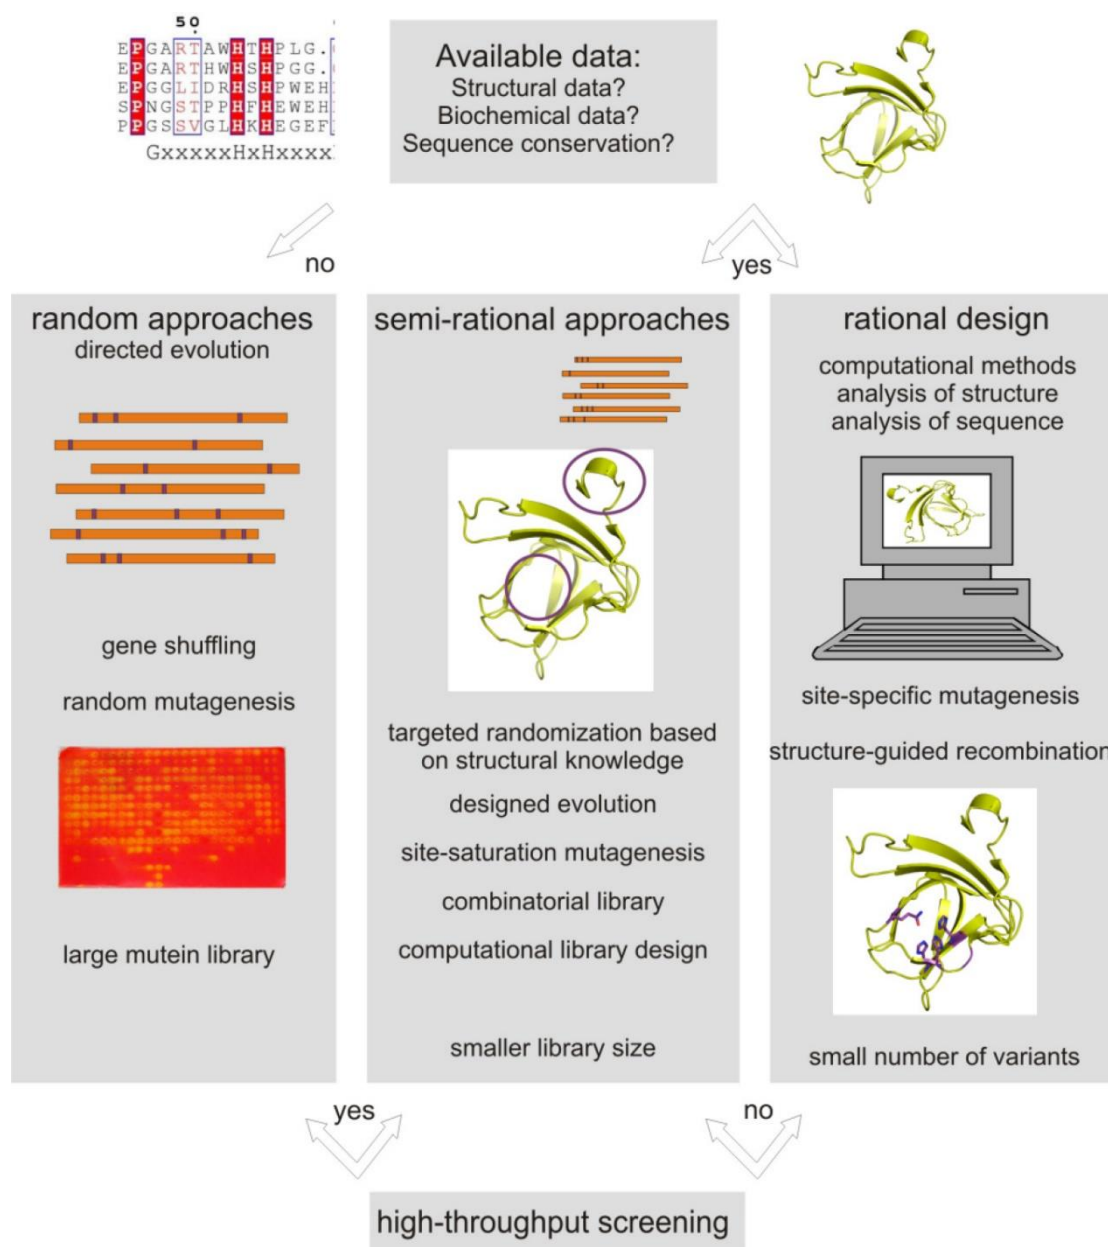 50
.
EPGARTAWHTHPLG.
EPGARTHWHSHPGG.
EPGGLIDRHSHPWEH
SPNGSTPPHFHEWEH
PPGSSVGLHKHEGEF
GxxxxxHxHxxxx
Available data:
Structural data?
Biochemical data?
Sequence conservation?
no
yes
random approaches
directed evolution
gene shuffling
random mutagenesis
large mutein library
semi-rational approaches
targeted randomization based
on structural knowledge
designed evolution
site-saturation mutagenesis
combinatorial library
computational library design
smaller library size
rational design
computational methods
analysis of structure
analysis of sequence
site-specific mutagenesis
structure-guided recombination
small number of variants
yes
no
high-throughput screening